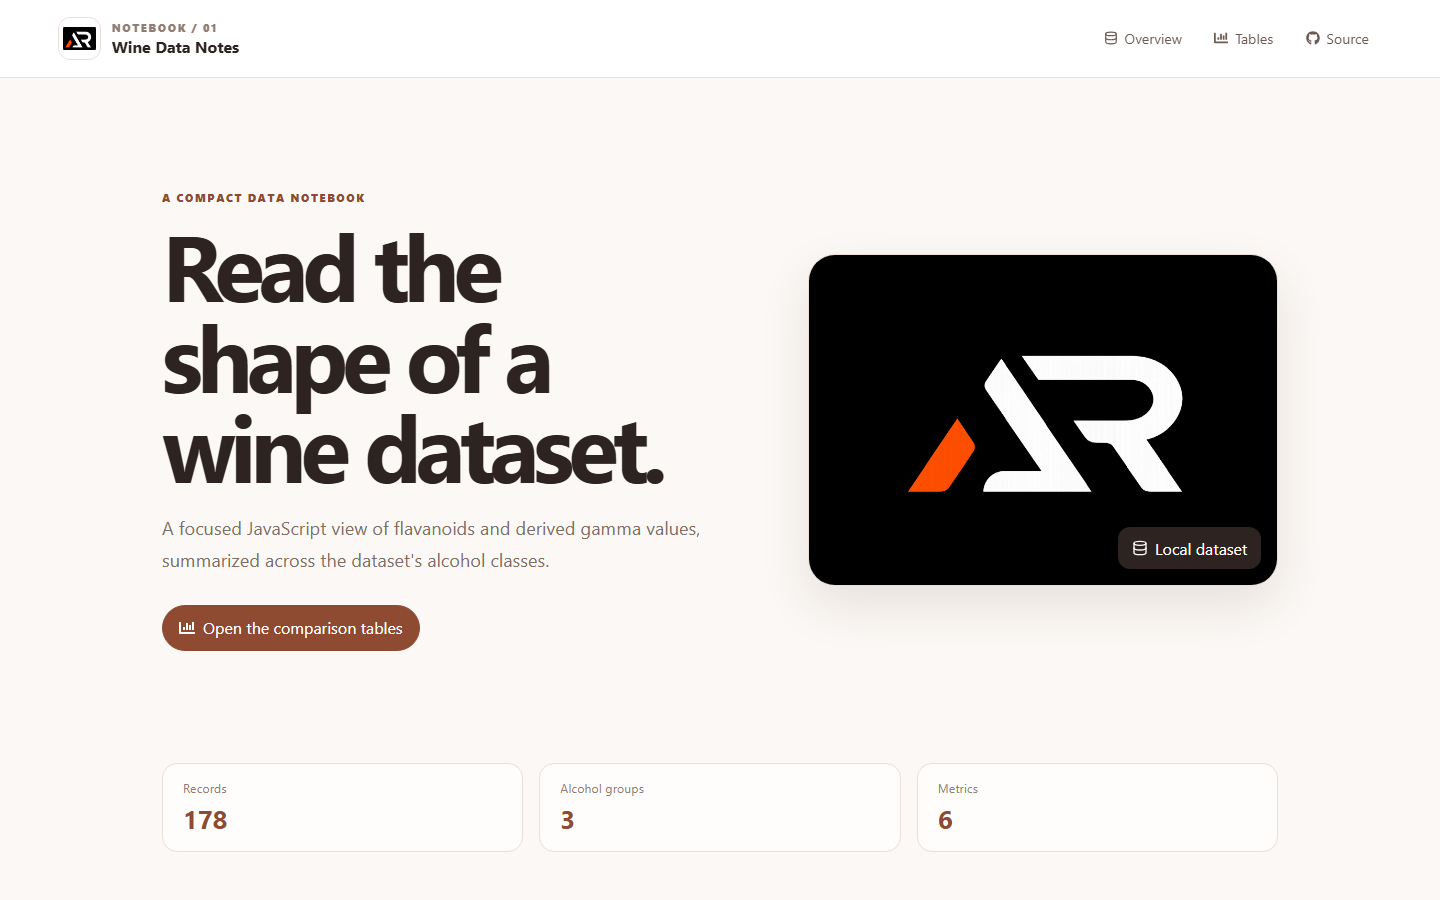 NOTEBOOK / 01
Wine Data Notes
Overview
Tables
Source
A COMPACT DATA NOTEBOOK
Read the
shape of a
wine dataset.
A focused JavaScript view of flavanoids and derived gamma values,
summarized across the dataset's alcohol classes.
Open the comparison tables
AR
Local dataset
Records
178
Alcohol groups
3
Metrics
6